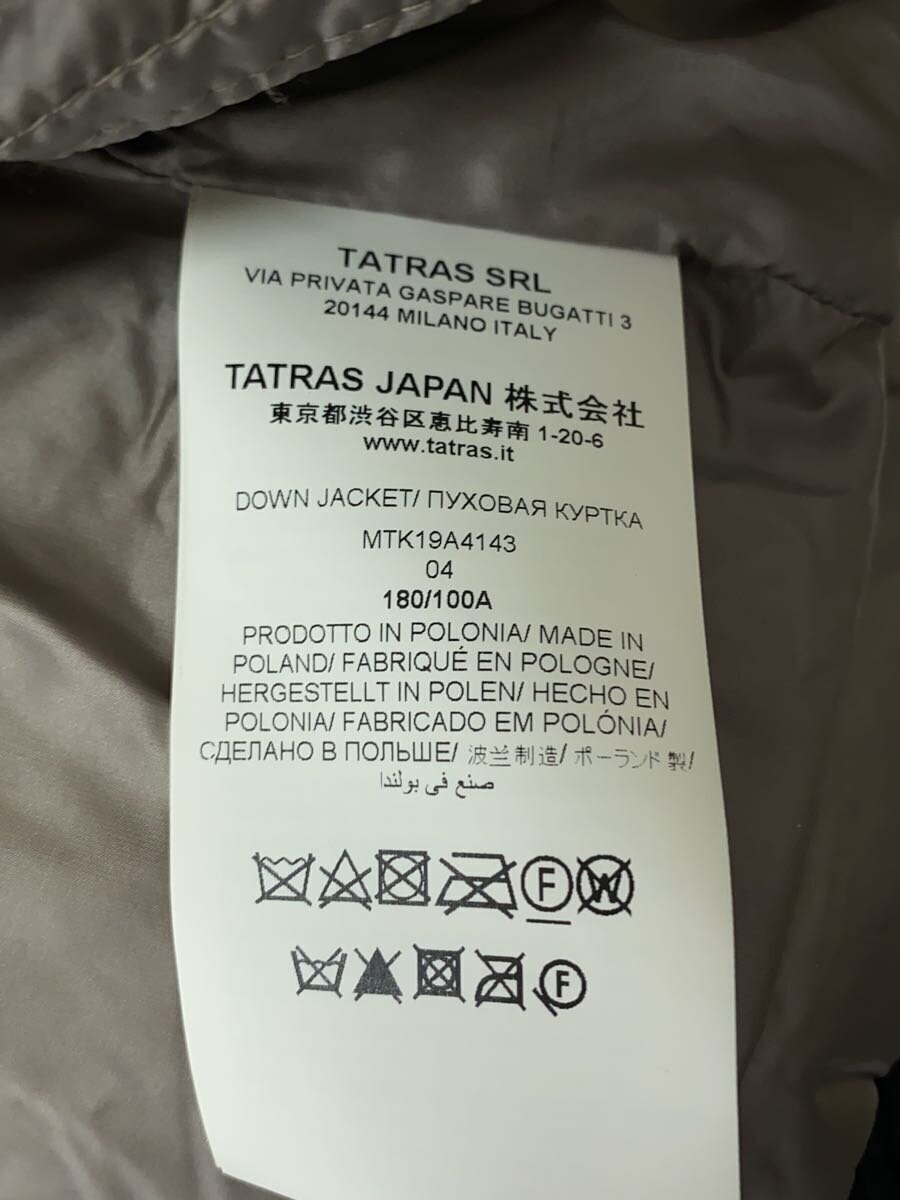 TATRAS SRL
VIA PRIVATA GASPARE BUGATTI 3
20144 MILANO ITALY
TATRAS JAPAN 株式会社
東京都渋谷区恵比寿南 1-20-6
www.tatras.it
DOWN JACKET/ ПУХОВАЯ КУРТКА
MTK19A4143
04
180/100A
PRODOTTO IN POLONIA/ MADE IN
POLAND/ FABRIQUÉ EN POLOGNE/
HERGESTELLT IN POLEN/ HECHO EN
POLONIA/ FABRICADO EM POLÓNIA/
СДЕЛАНО В ПОЛЬШЕ/ 波兰制造/ ポーランド 製/
صنع فى بولندا
F W
F